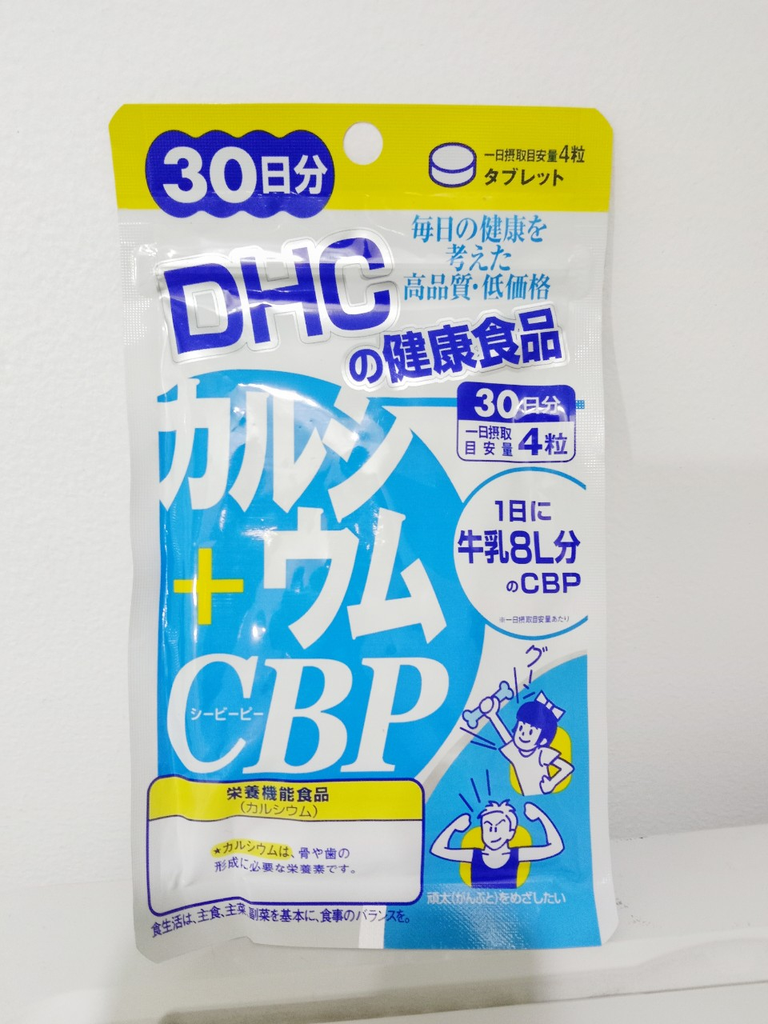 30日分
一日摂取目安量4粒
タブレット
毎日の健康を
考えた
高品質・低価格
DHC
の健康食品
30日分
一日摂取
目安量 4粒
カルシ
ウム
1日に
牛乳8L分
のCBP
※一日摂取目安量あたり
+
CBP
シービーピー
グーン
栄養機能食品
(カルシウム)
★カルシウムは、骨や歯の
形成に必要な栄養素です。
頑太(がんぶと)をめざしたい
食生活は、主食、主菜、副菜を基本に、食事のバランスを。